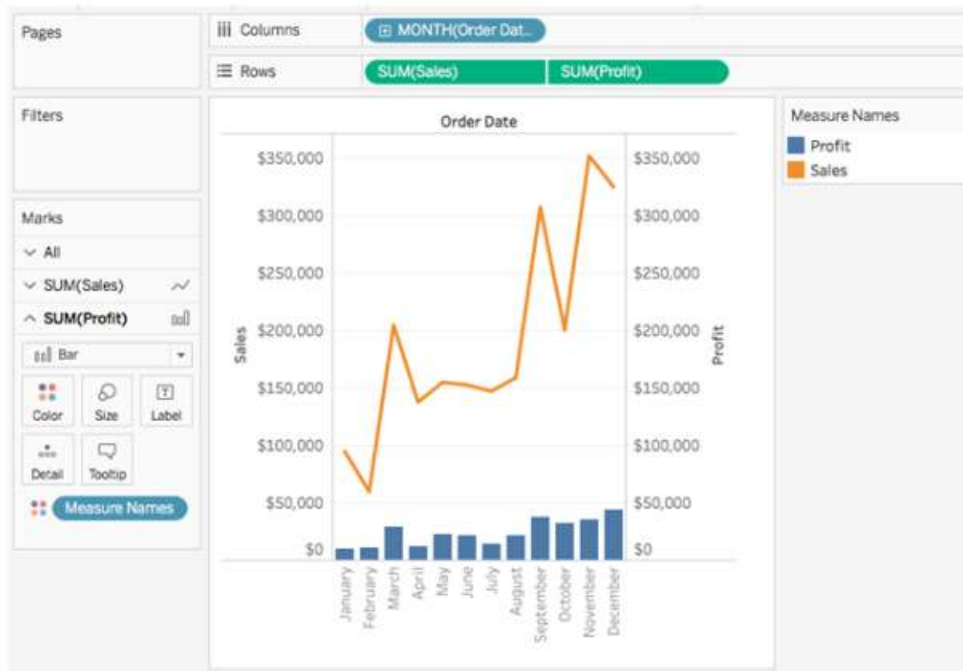 Pages
Columns
MONTH(Order Dat..
Rows
SUM(Sales)
SUM(Profit)
Filters
Marks
All
SUM(Sales)
SUM(Profit)
Bar
Color
Size
Label
Detail
Tooltip
Measure Names
Order Date
Sales
$350,000
$300,000
$250,000
$200,000
$150,000
$100,000
$50,000
$0
$350,000
$300,000
$250,000
$200,000
$150,000
$100,000
$50,000
$0
Profit
January
February
March
April
May
June
July
August
September
October
November
December
Measure Names
Profit
Sales